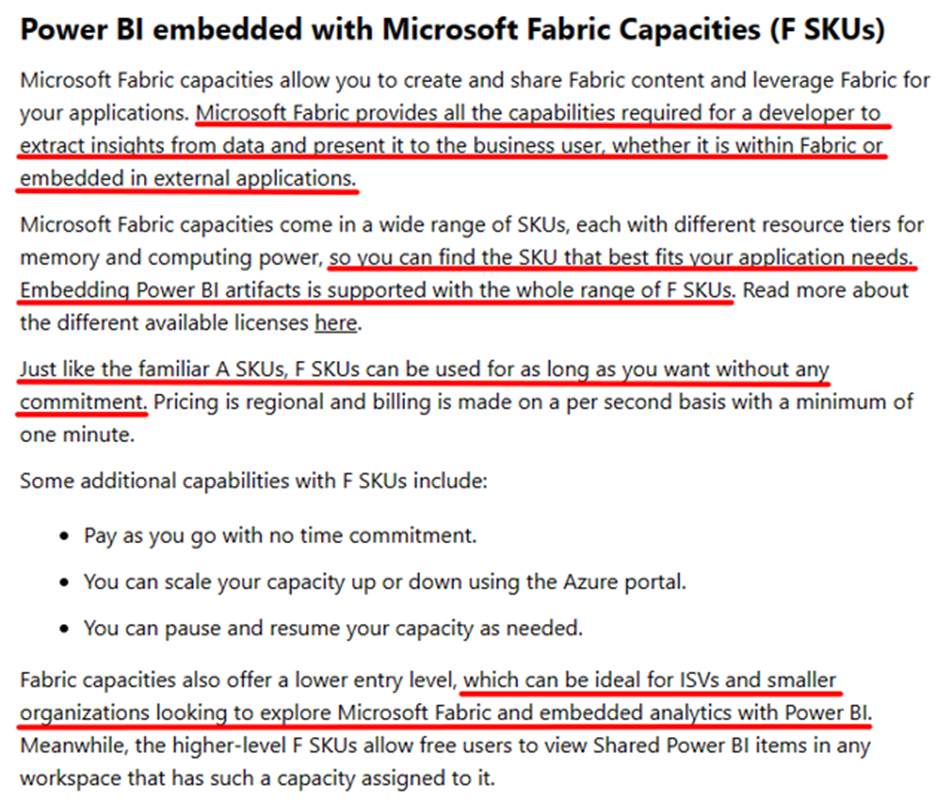 Power BI embedded with Microsoft Fabric Capacities (F SKUs)
Microsoft Fabric capacities allow you to create and share Fabric content and leverage Fabric for
your applications. Microsoft Fabric provides all the capabilities required for a developer to
extract insights from data and present it to the business user, whether it is within Fabric or
embedded in external applications.
Microsoft Fabric capacities come in a wide range of SKUs, each with different resource tiers for
memory and computing power, so you can find the SKU that best fits your application needs.
Embedding Power BI artifacts is supported with the whole range of F SKUs. Read more about
the different available licenses here.
Just like the familiar A SKUs, F SKUs can be used for as long as you want without any
commitment. Pricing is regional and billing is made on a per second basis with a minimum of
one minute.
Some additional capabilities with F SKUs include:
• Pay as you go with no time commitment.
• You can scale your capacity up or down using the Azure portal.
• You can pause and resume your capacity as needed.
Fabric capacities also offer a lower entry level, which can be ideal for ISVs and smaller
organizations looking to explore Microsoft Fabric and embedded analytics with Power BI.
Meanwhile, the higher-level F SKUs allow free users to view Shared Power BI items in any
workspace that has such a capacity assigned to it.